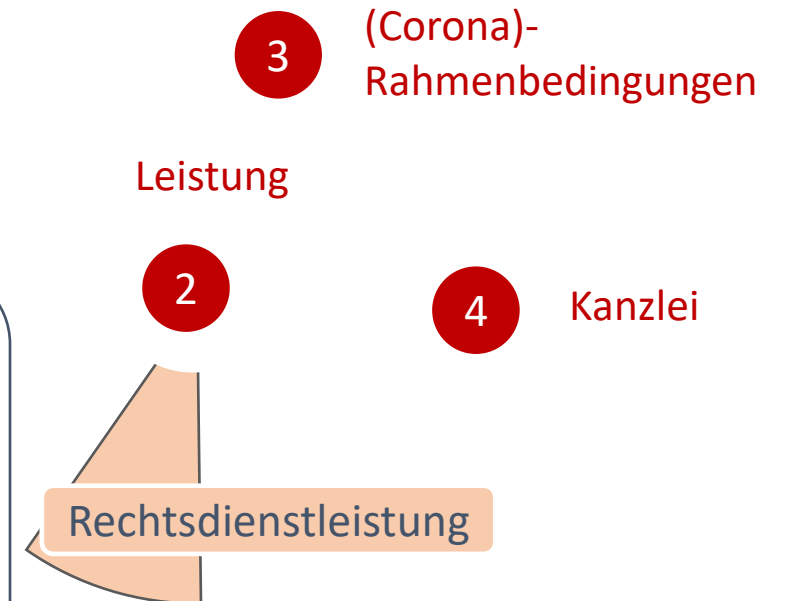 3
(Corona)-
Rahmenbedingungen
Leistung
2
4
Kanzlei
Rechtsdienstleistung